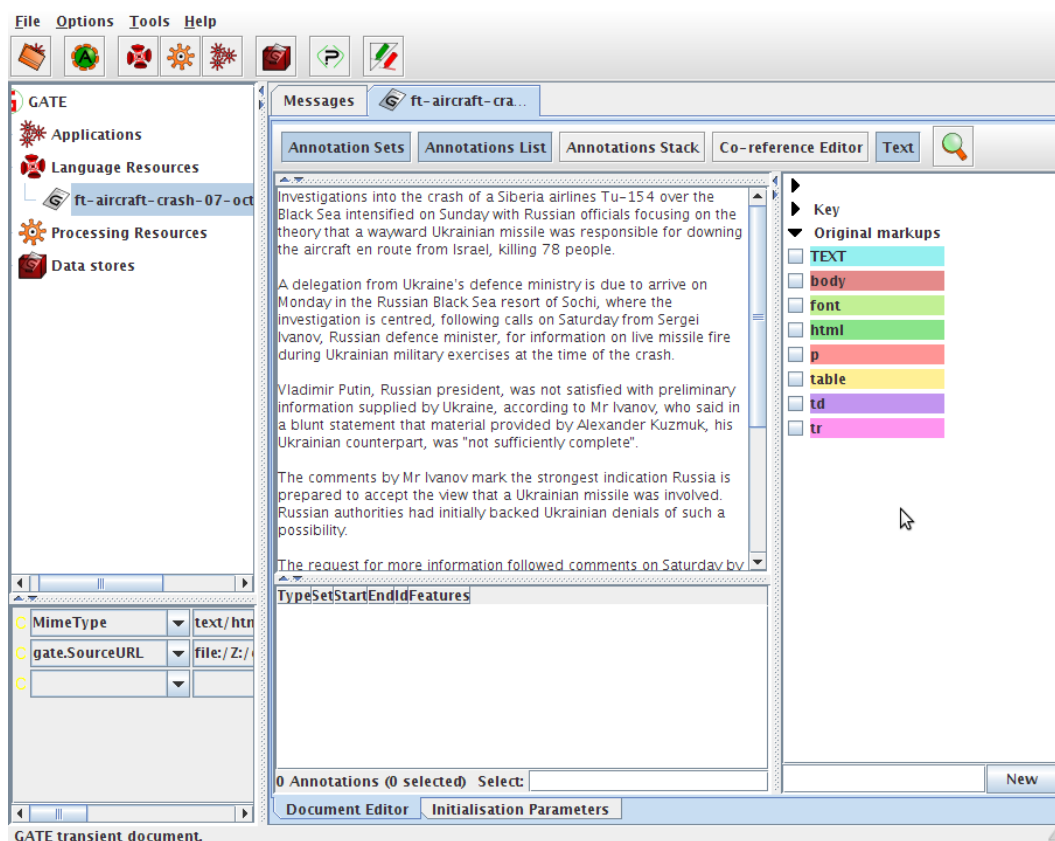 File Options Tools Help
GATE
Applications
Language Resources
ft-aircraft-crash-07-oct
Processing Resources
Data stores
MimeType text/htm
gate.SourceURL file:/Z:/
C
C
C
GATE transient document.
Messages ft-aircraft-cra...
Annotation Sets Annotations List Annotations Stack Co-reference Editor Text
Investigations into the crash of a Siberia airlines Tu-154 over the
Black Sea intensified on Sunday with Russian officials focusing on the
theory that a wayward Ukrainian missile was responsible for downing
the aircraft en route from Israel, killing 78 people.
A delegation from Ukraine's defence ministry is due to arrive on
Monday in the Russian Black Sea resort of Sochi, where the
investigation is centred, following calls on Saturday from Sergei
Ivanov, Russian defence minister, for information on live missile fire
during Ukrainian military exercises at the time of the crash.
Vladimir Putin, Russian president, was not satisfied with preliminary
information supplied by Ukraine, according to Mr Ivanov, who said in
a blunt statement that material provided by Alexander Kuzmuk, his
Ukrainian counterpart, was "not sufficiently complete".
The comments by Mr Ivanov mark the strongest indication Russia is
prepared to accept the view that a Ukrainian missile was involved.
Russian authorities had initially backed Ukrainian denials of such a
possibility.
The request for more information followed comments on Saturday by
Type Set Start End Id Features
0 Annotations (0 selected) Select:
Document Editor Initialisation Parameters
Key
Original markups
TEXT
body
font
html
p
table
td
tr
New